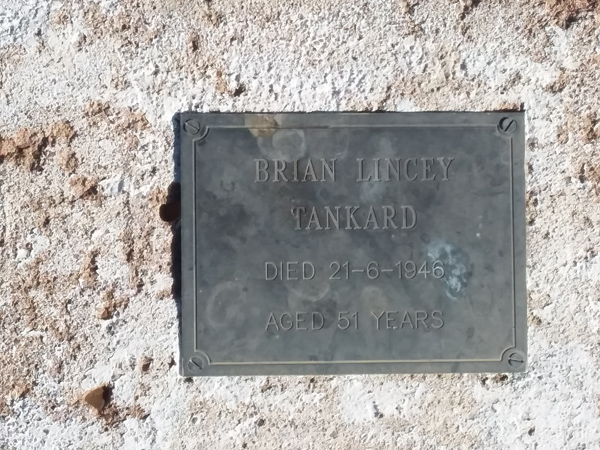 BRIAN LINCEY
TANKARD
DIED 21-6-1946
AGED 51 YEARS